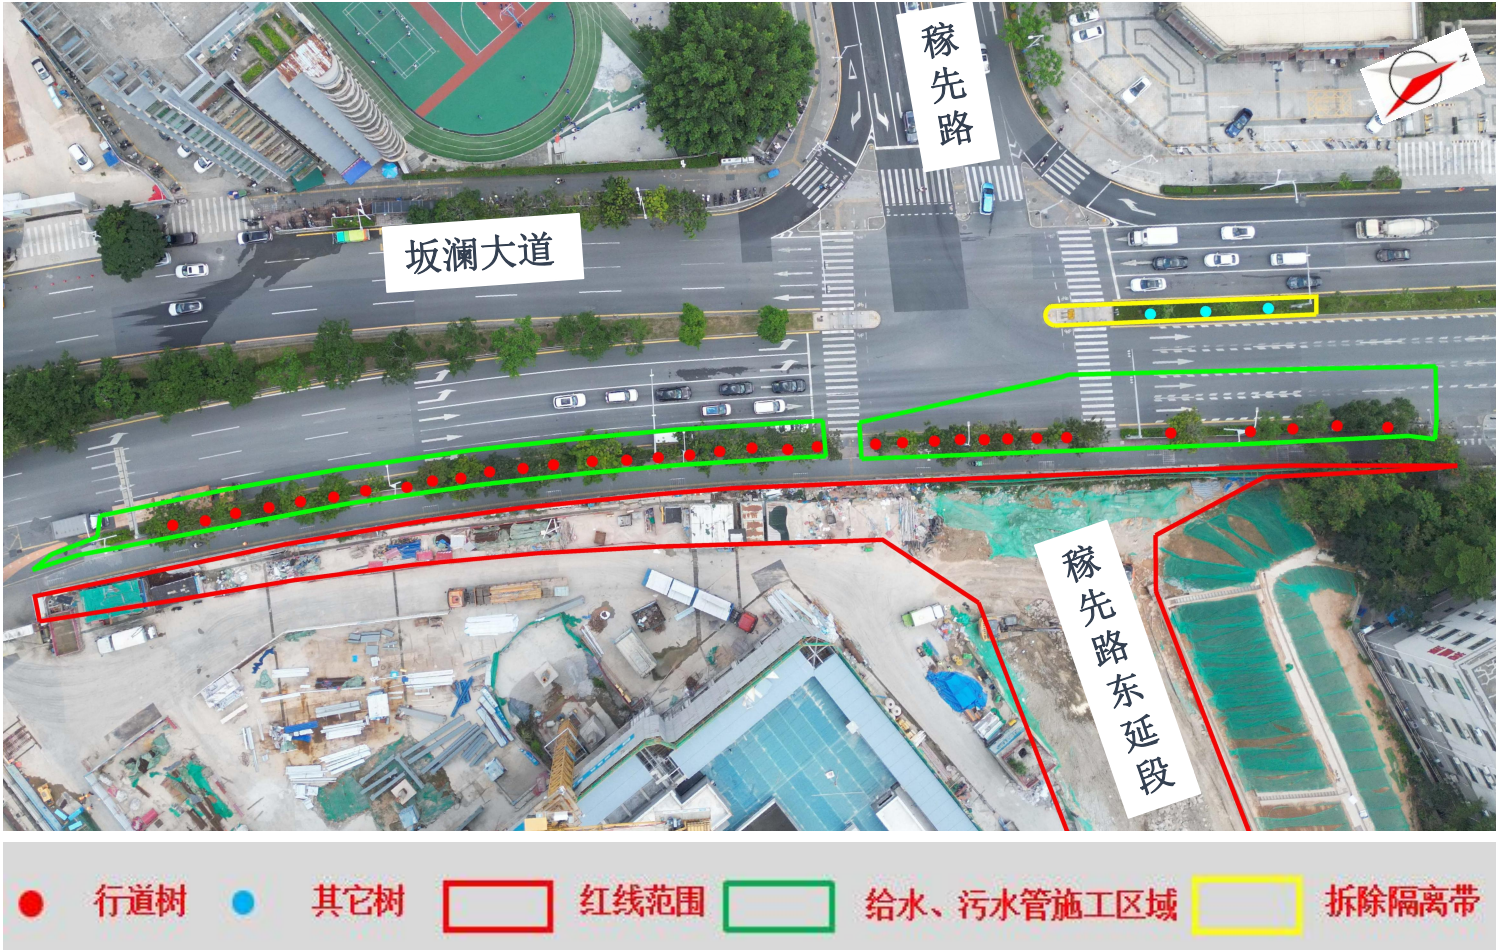 稼先路
N
坂澜大道
稼先路东延段
行道树
其它树
红线范围
给水、污水管施工区域
拆除隔离带